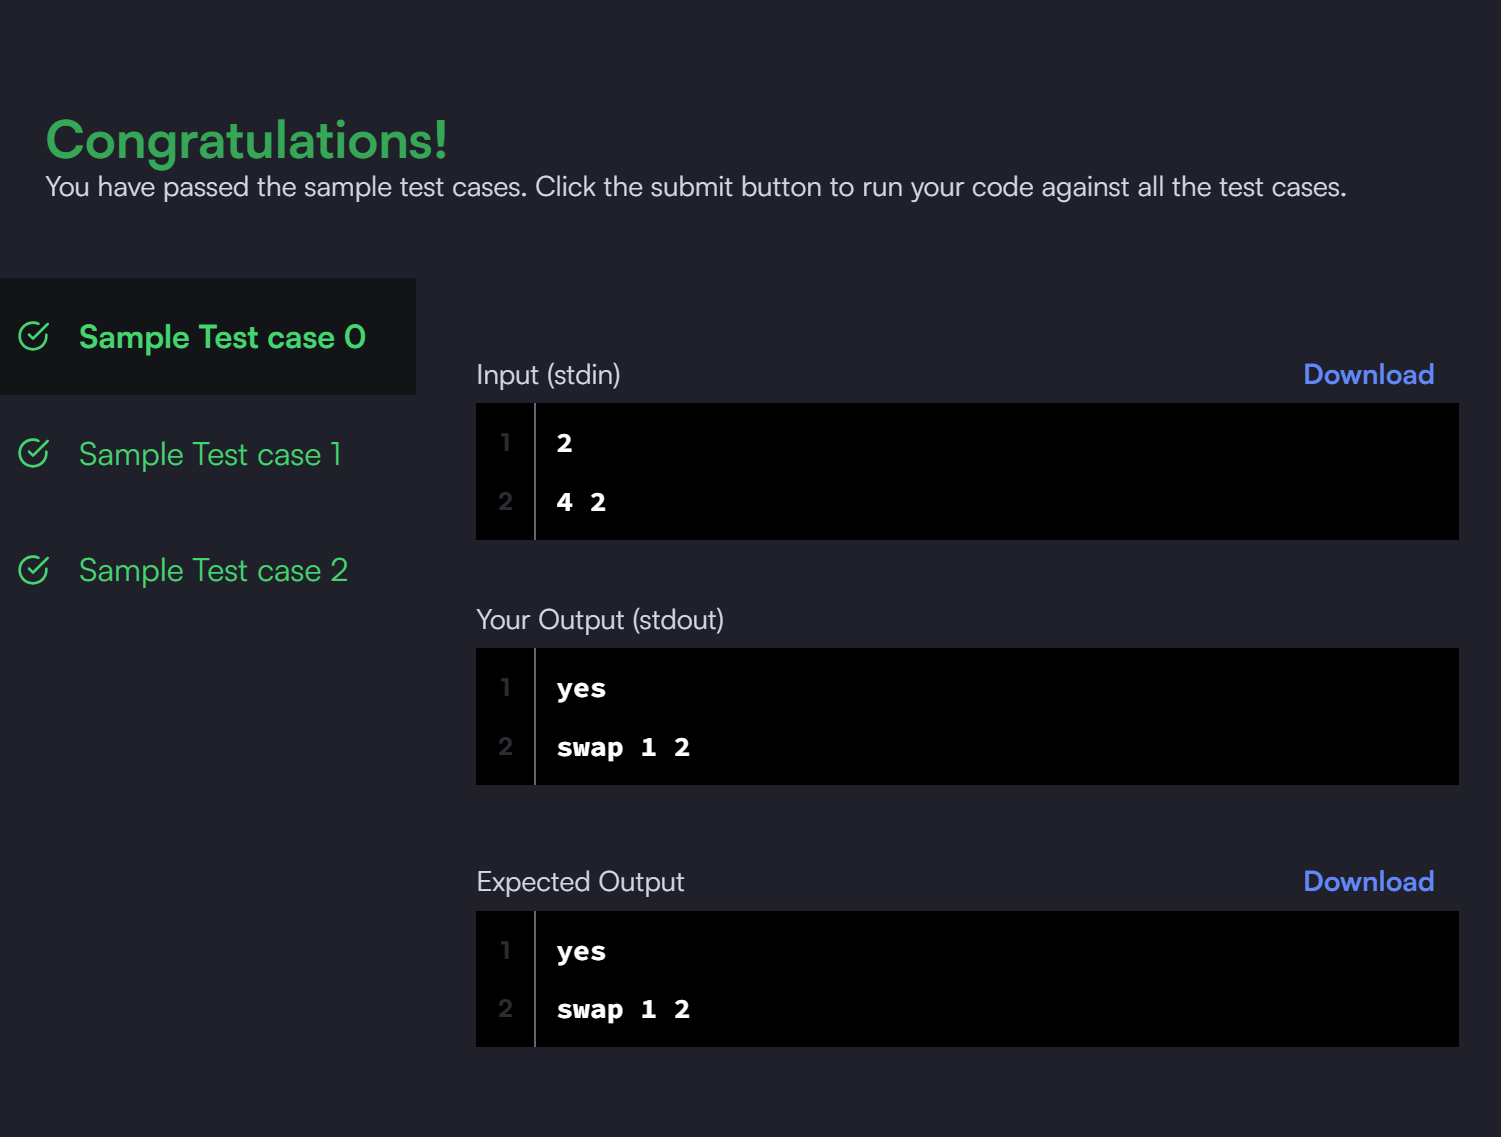 Congratulations!
You have passed the sample test cases. Click the submit button to run your code against all the test cases.
Sample Test case 0
Sample Test case 1
Sample Test case 2
Input (stdin)
Download
1 2
2 4 2
Your Output (stdout)
1 yes
2 swap 1 2
Expected Output
Download
1 yes
2 swap 1 2